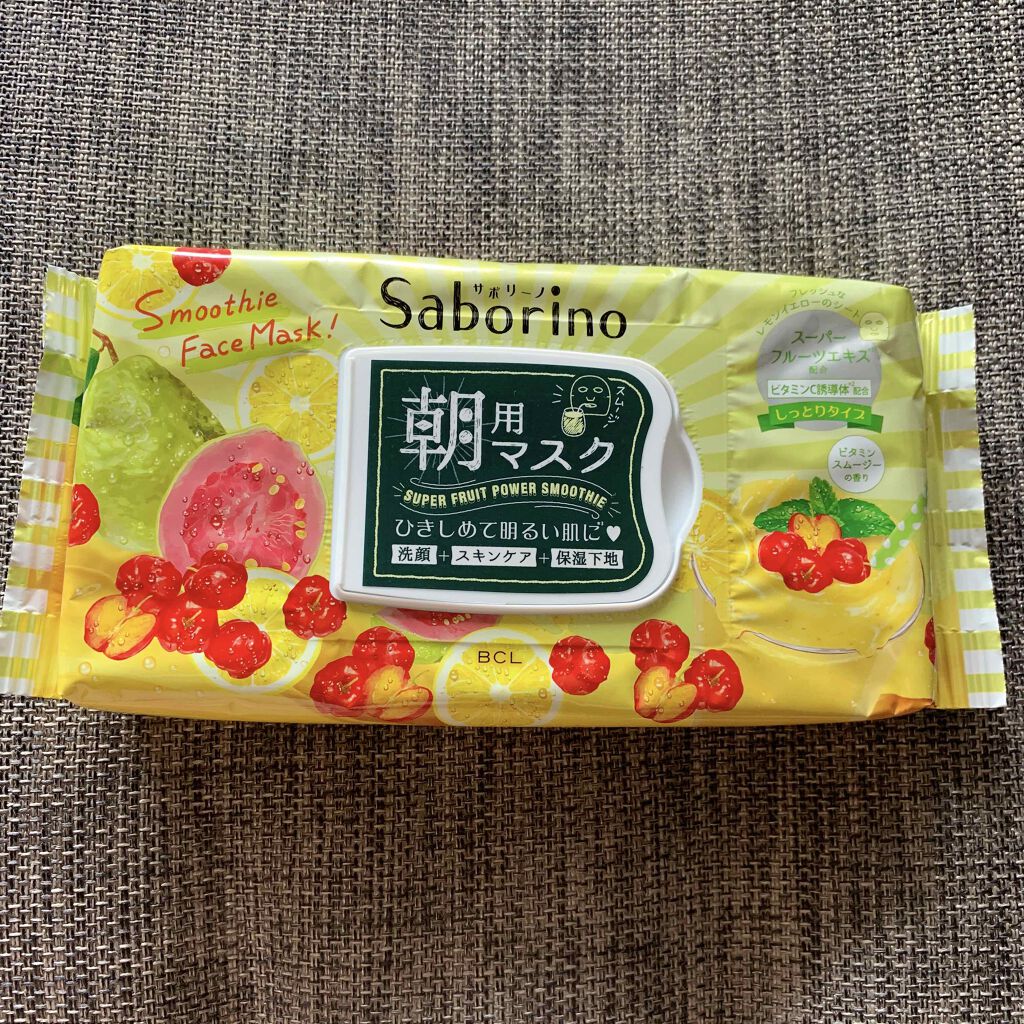 Smoothie
Face Mask!
サボリーノ
Saborino
スムージー
朝用
マスク
SUPER FRUIT POWER SMOOTHIE
ひきしめて明るい肌に♥
洗顔+スキンケア+保湿下地
BCL
フレッシュな
レモンイエローのシート
スーパー
フルーツエキス
配合
ビタミンC誘導体*配合
しっとりタイプ
ビタミン
スムージー
の香り